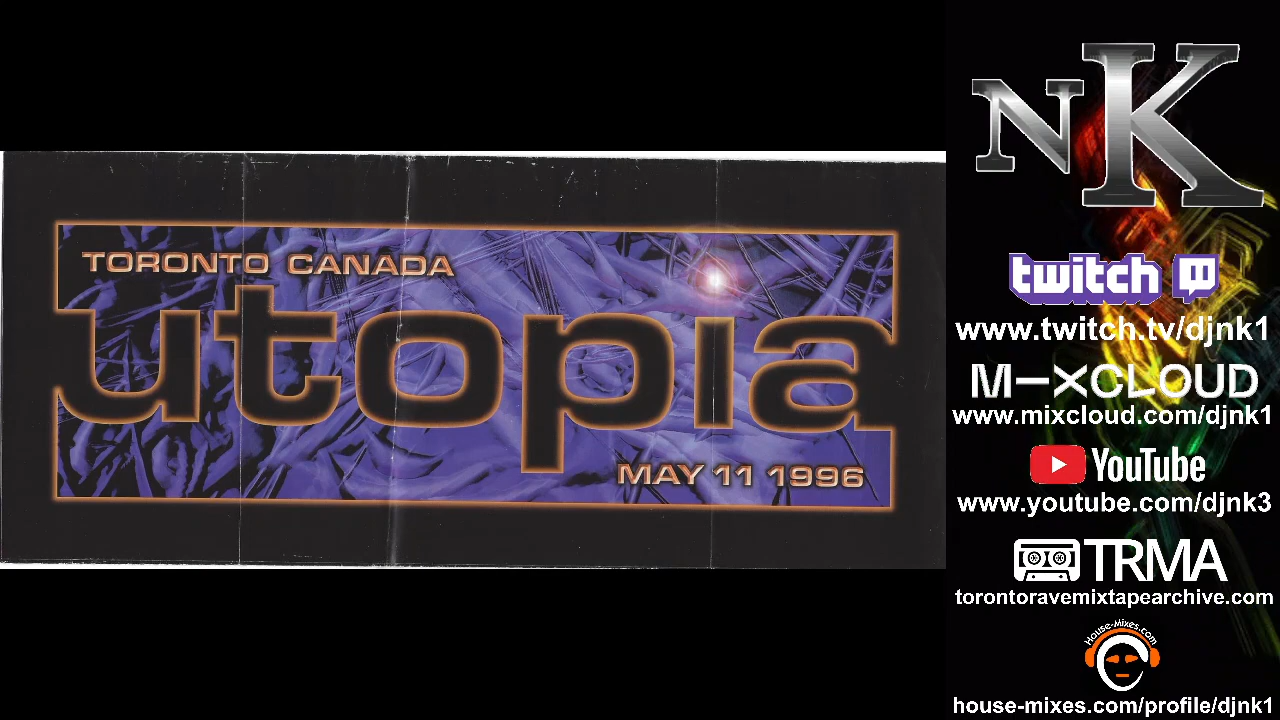 TORONTO CANADA
utopia
MAY 11 1996
NK
twitch
www.twitch.tv/djnk1
M–XCLOUD
www.mixcloud.com/djnk1
YouTube
www.youtube.com/djnk3
TRMA
torontoravemixtapearchive.com
House-Mixes.com
house-mixes.com/profile/djnk1